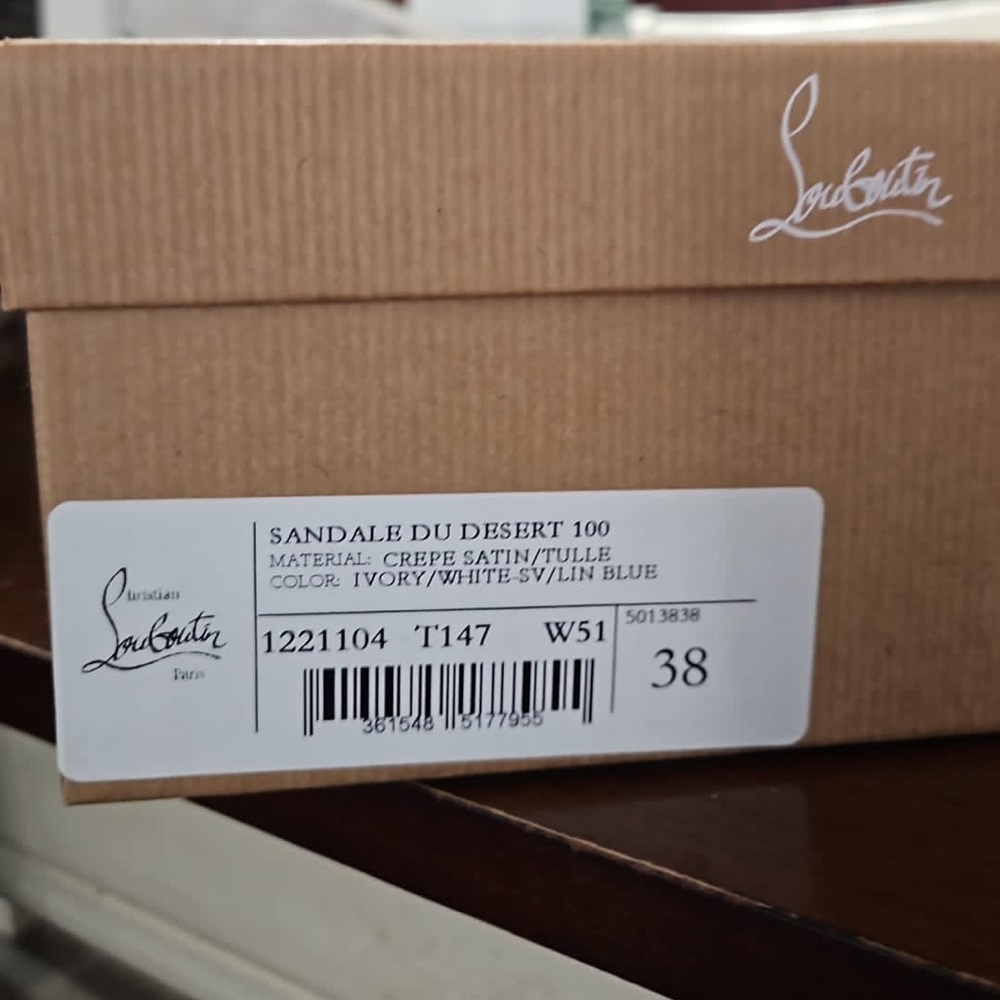 Louboutin
SANDALE DU DESERT 100
MATERIAL: CREPE SATIN/TULLE
COLOR: IVORY/WHITE-SV/LIN BLUE
Christian
Louboutin
Paris
1221104 T147 W51
361548 5177955
5013838
38